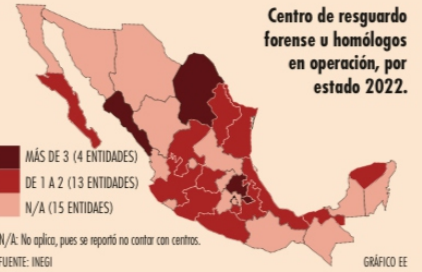 Centro de resguardo
forense u homólogos
en operación, por
estado 2022.
MÁS DE 3 (4 ENTIDADES)
DE 1 A 2 (13 ENTIDADES)
N/A (15 ENTIDAES)
N/A: No aplica, pues se reportó no contar con centros.
FUENTE: INEGI
GRÁFICO EE